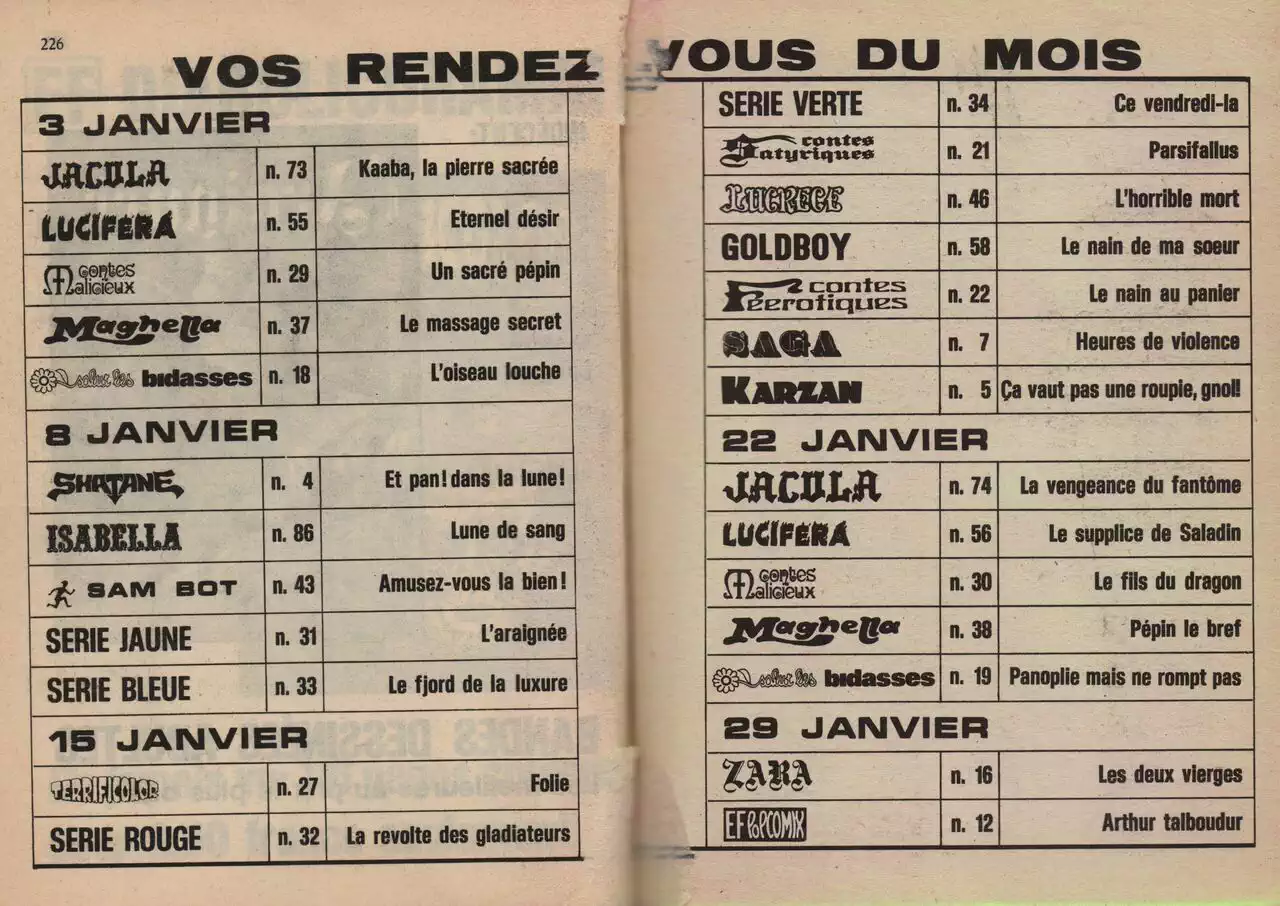 226
VOS RENDEZ VOUS DU MOIS
3 JANVIER
JACULA n. 73 Kaaba, la pierre sacrée
LUCIFERA n. 55 Eternel désir
Contes Malicieux n. 29 Un sacré pépin
Maghella n. 37 Le massage secret
salut les bidasses n. 18 L'oiseau louche
8 JANVIER
SHATANE n. 4 Et pan! dans la lune!
ISABELLA n. 86 Lune de sang
SAM BOT n. 43 Amusez-vous la bien!
SERIE JAUNE n. 31 L'araignée
SERIE BLEUE n. 33 Le fjord de la luxure
15 JANVIER
TERRIFICOLOR n. 27 Folie
SERIE ROUGE n. 32 La revolte des gladiateurs
SERIE VERTE n. 34 Ce vendredi-la
contes Satyriques n. 21 Parsifallus
LUCRECE n. 46 L'horrible mort
GOLDBOY n. 58 Le nain de ma soeur
contes Feerotiques n. 22 Le nain au panier
SAGA n. 7 Heures de violence
KARZAN n. 5 Ça vaut pas une roupie, gnol!
22 JANVIER
JACULA n. 74 La vengeance du fantôme
LUCIFERA n. 56 Le supplice de Saladin
Contes Malicieux n. 30 Le fils du dragon
Maghella n. 38 Pépin le bref
salut les bidasses n. 19 Panoplie mais ne rompt pas
29 JANVIER
ZARA n. 16 Les deux vierges
EF POPCOMIX n. 12 Arthur talboudur